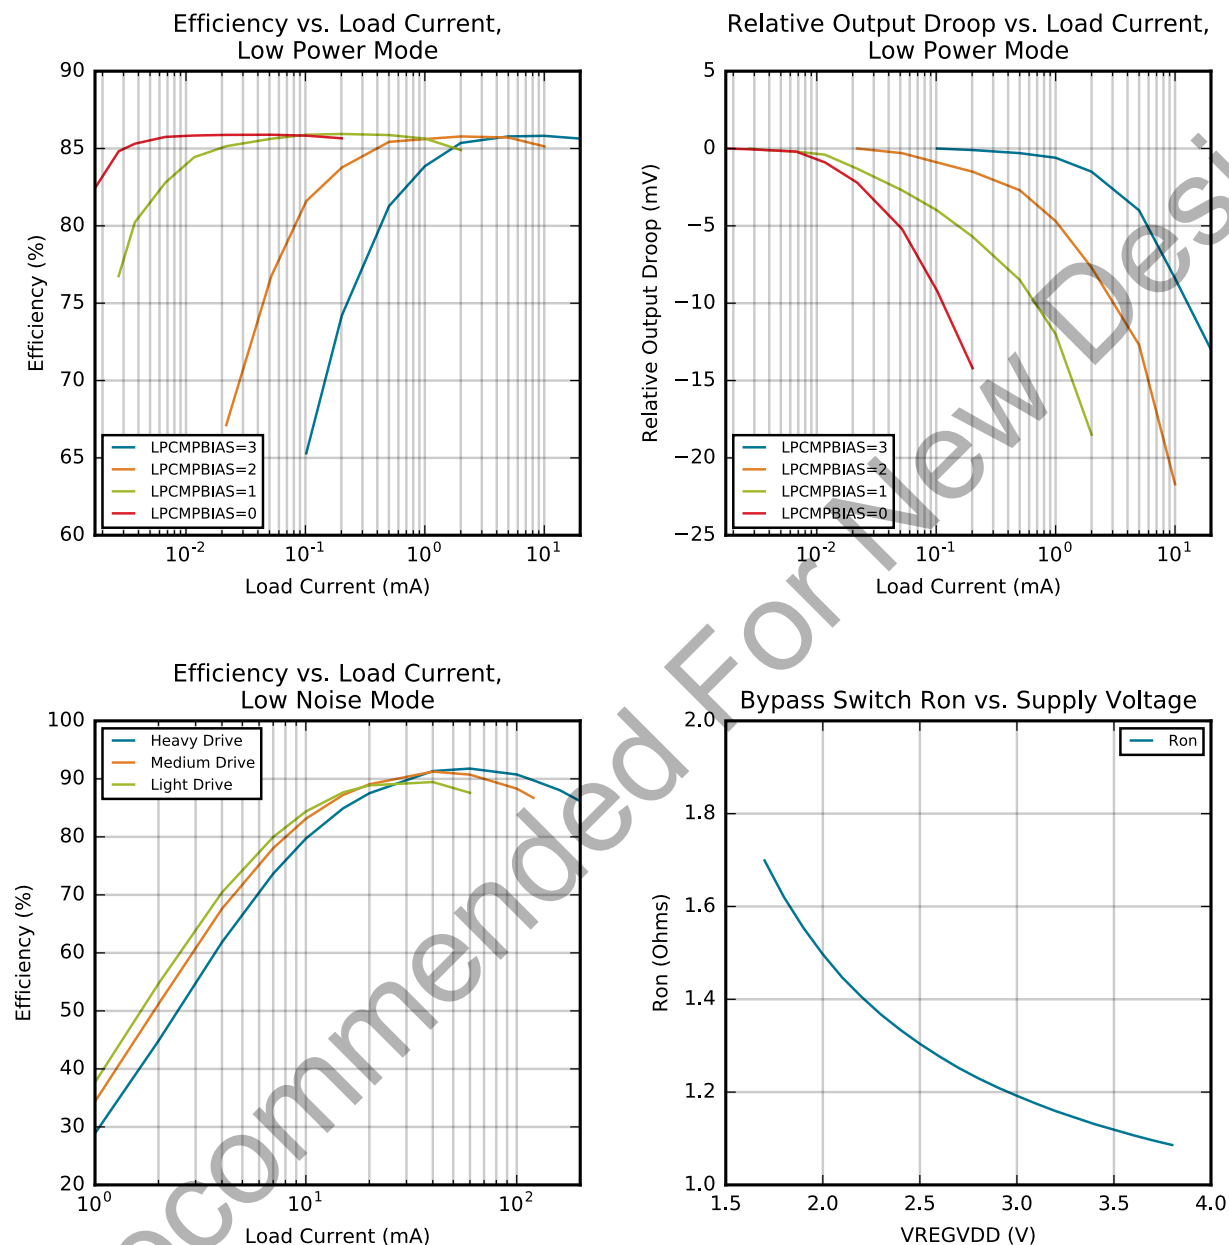 Efficiency vs. Load Current,
Low Power Mode
90
85
80
75
70
65
60
Efficiency (%)
LPCMPBIAS=3
LPCMPBIAS=2
LPCMPBIAS=1
LPCMPBIAS=0
10⁻² 10⁻¹ 10⁰ 10¹
Load Current (mA)
Relative Output Droop vs. Load Current,
Low Power Mode
5
0
−5
−10
−15
−20
−25
Relative Output Droop (mV)
LPCMPBIAS=3
LPCMPBIAS=2
LPCMPBIAS=1
LPCMPBIAS=0
10⁻² 10⁻¹ 10⁰ 10¹
Load Current (mA)
Efficiency vs. Load Current,
Low Noise Mode
100
90
80
70
60
50
40
30
20
Efficiency (%)
Heavy Drive
Medium Drive
Light Drive
10⁰ 10¹ 10²
Load Current (mA)
Bypass Switch Ron vs. Supply Voltage
2.0
1.8
1.6
1.4
1.2
1.0
Ron (Ohms)
Ron
1.5 2.0 2.5 3.0 3.5 4.0
VREGVDD (V)
ecommended For New Desi